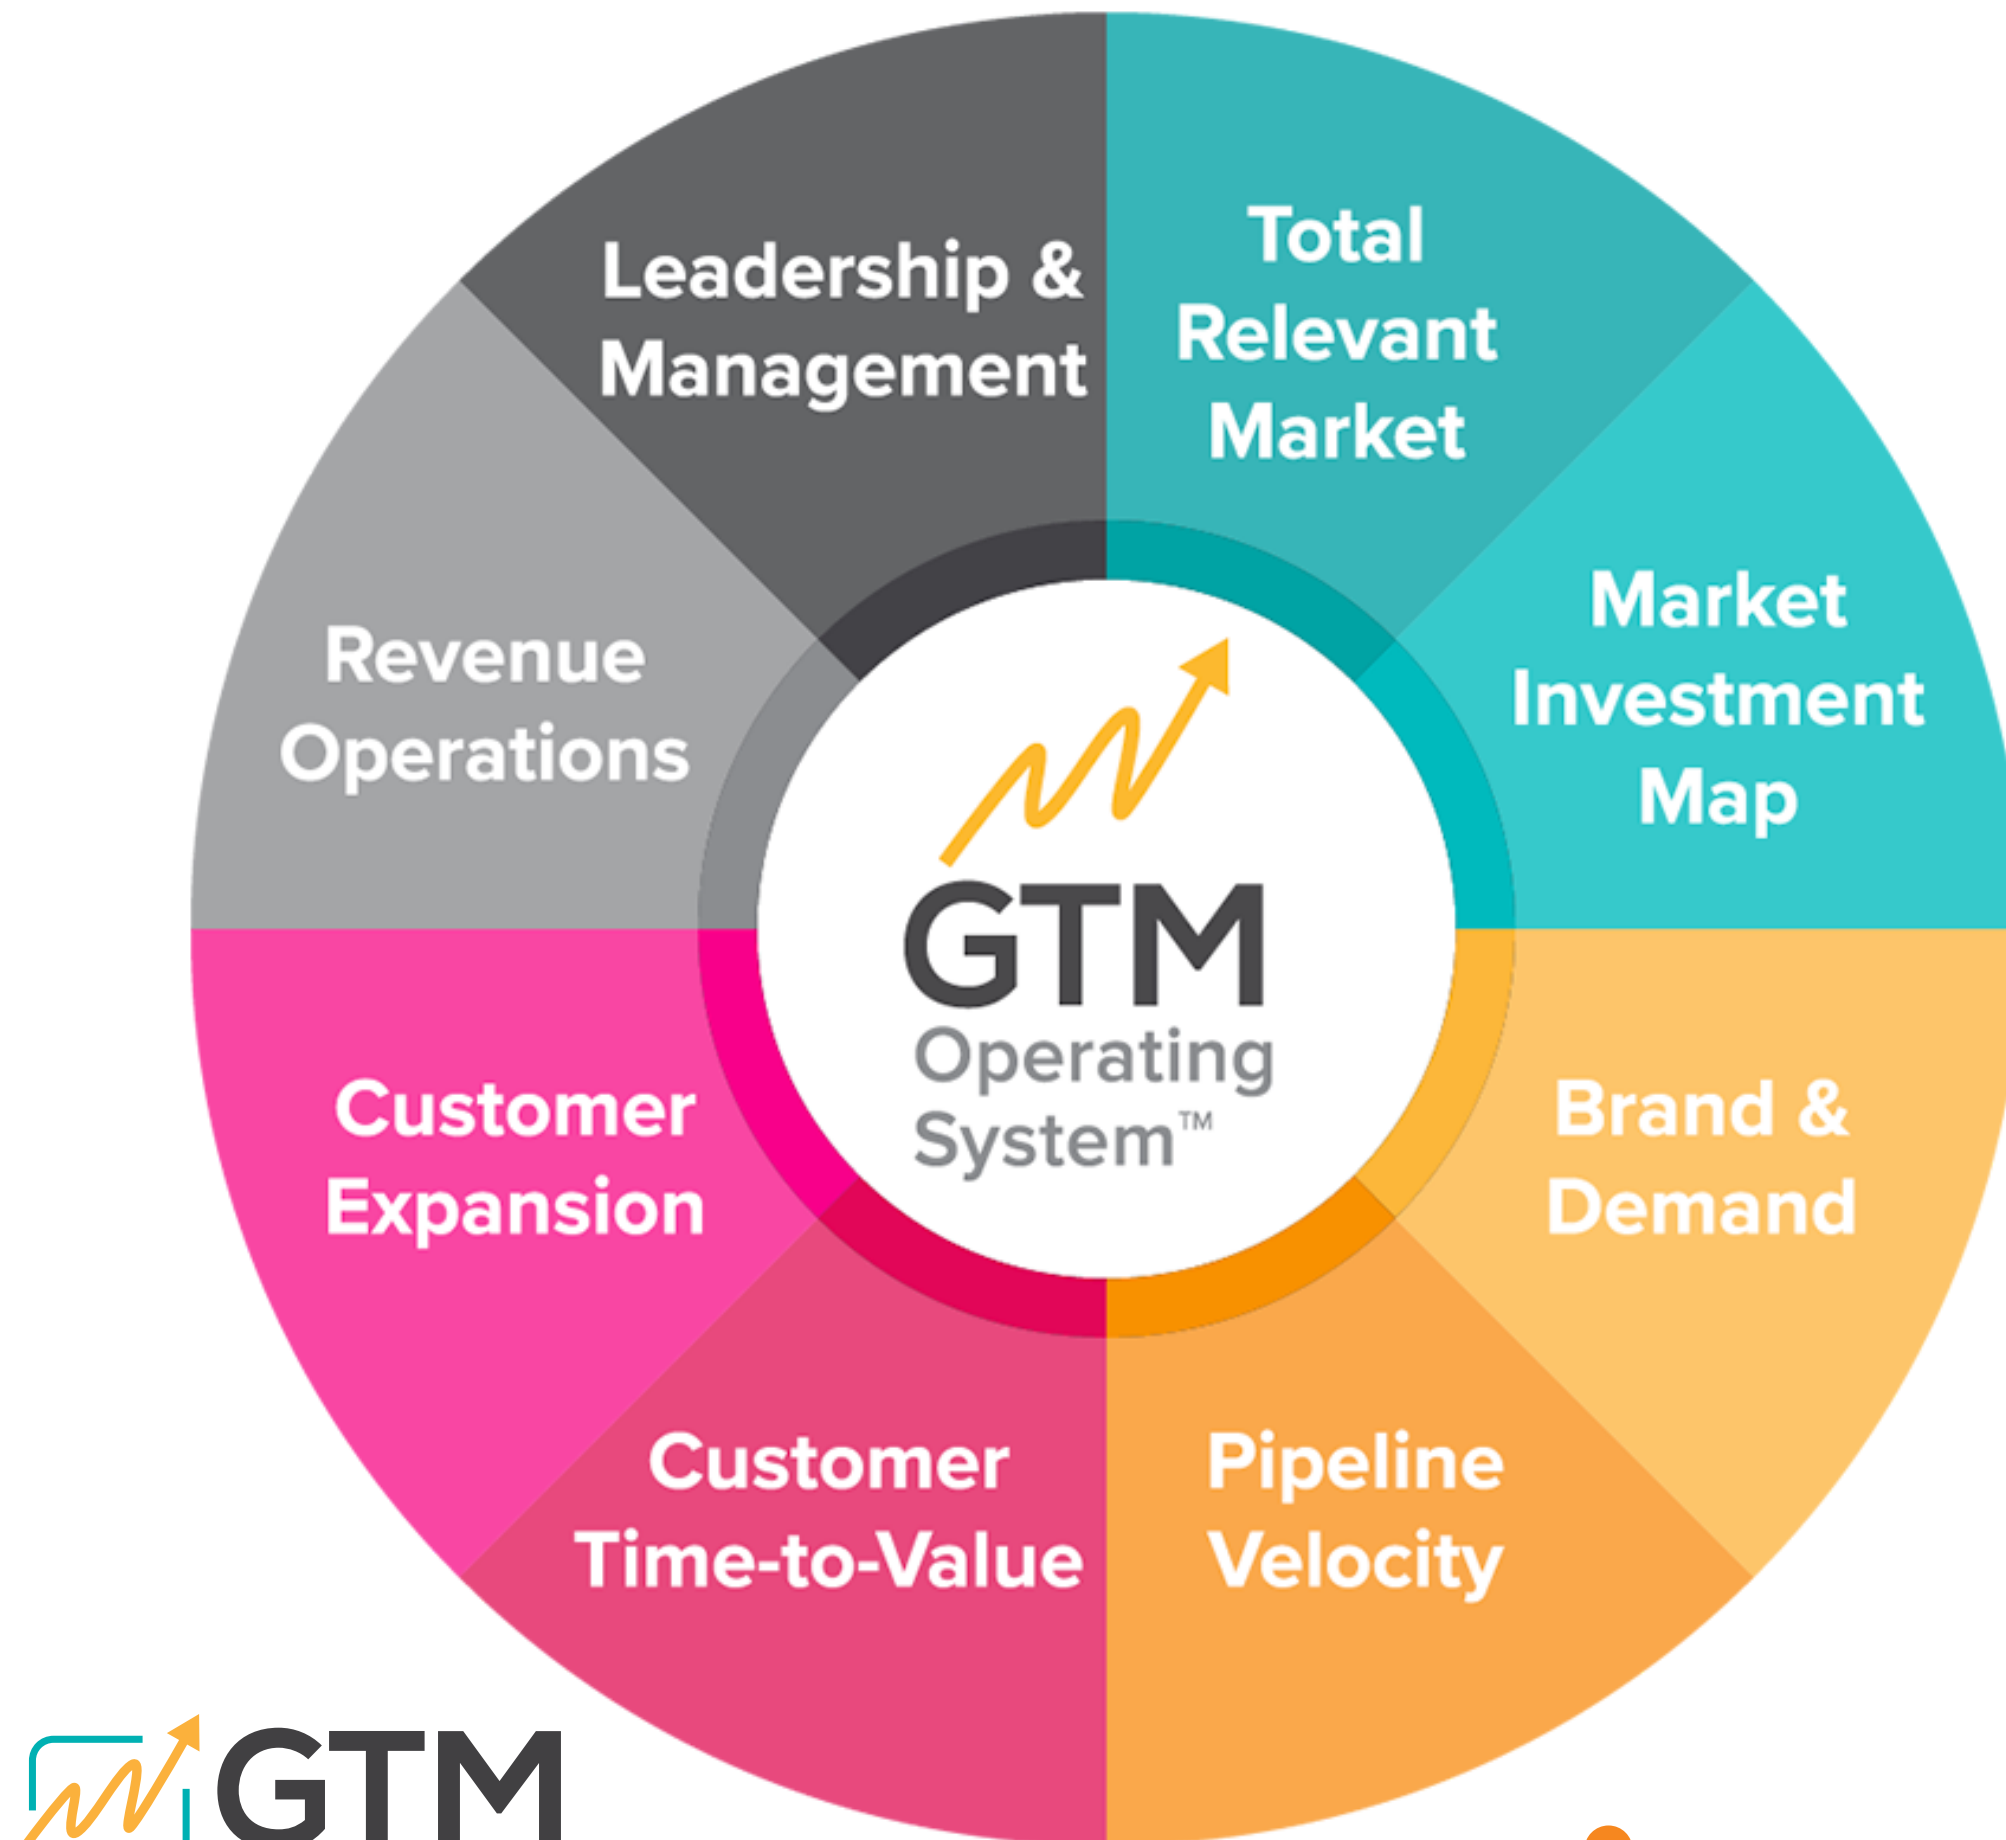 Leadership &
Management
Total
Relevant
Market
Market
Investment
Map
Brand &
Demand
Pipeline
Velocity
Customer
Time-to-Value
Customer
Expansion
Revenue
Operations
GTM
Operating
System™
GTM